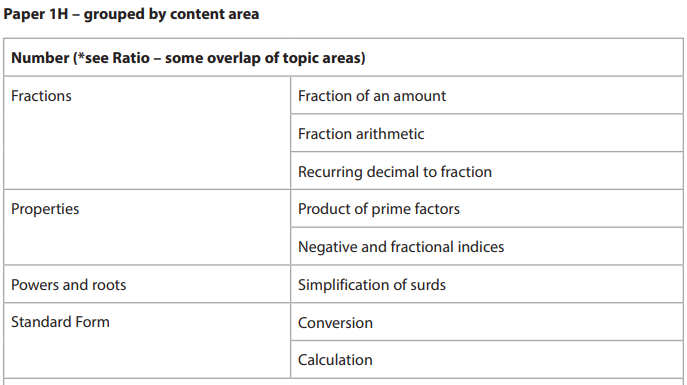 Paper 1H – grouped by content area
Number (*see Ratio – some overlap of topic areas)
Fractions
Fraction of an amount
Fraction arithmetic
Recurring decimal to fraction
Properties
Product of prime factors
Negative and fractional indices
Powers and roots
Simplification of surds
Standard Form
Conversion
Calculation